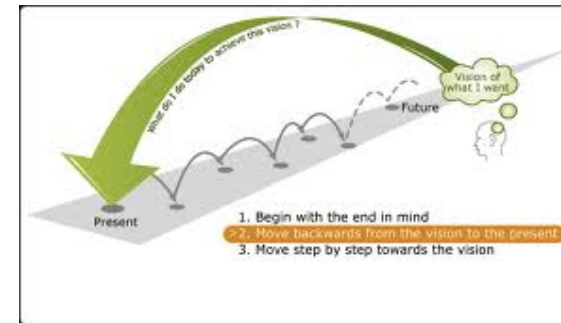 What do I do today to achieve this vision ?
Vision of
what I want
Future
Present
1. Begin with the end in mind
>2. Move backwards from the vision to the present
3. Move step by step towards the vision